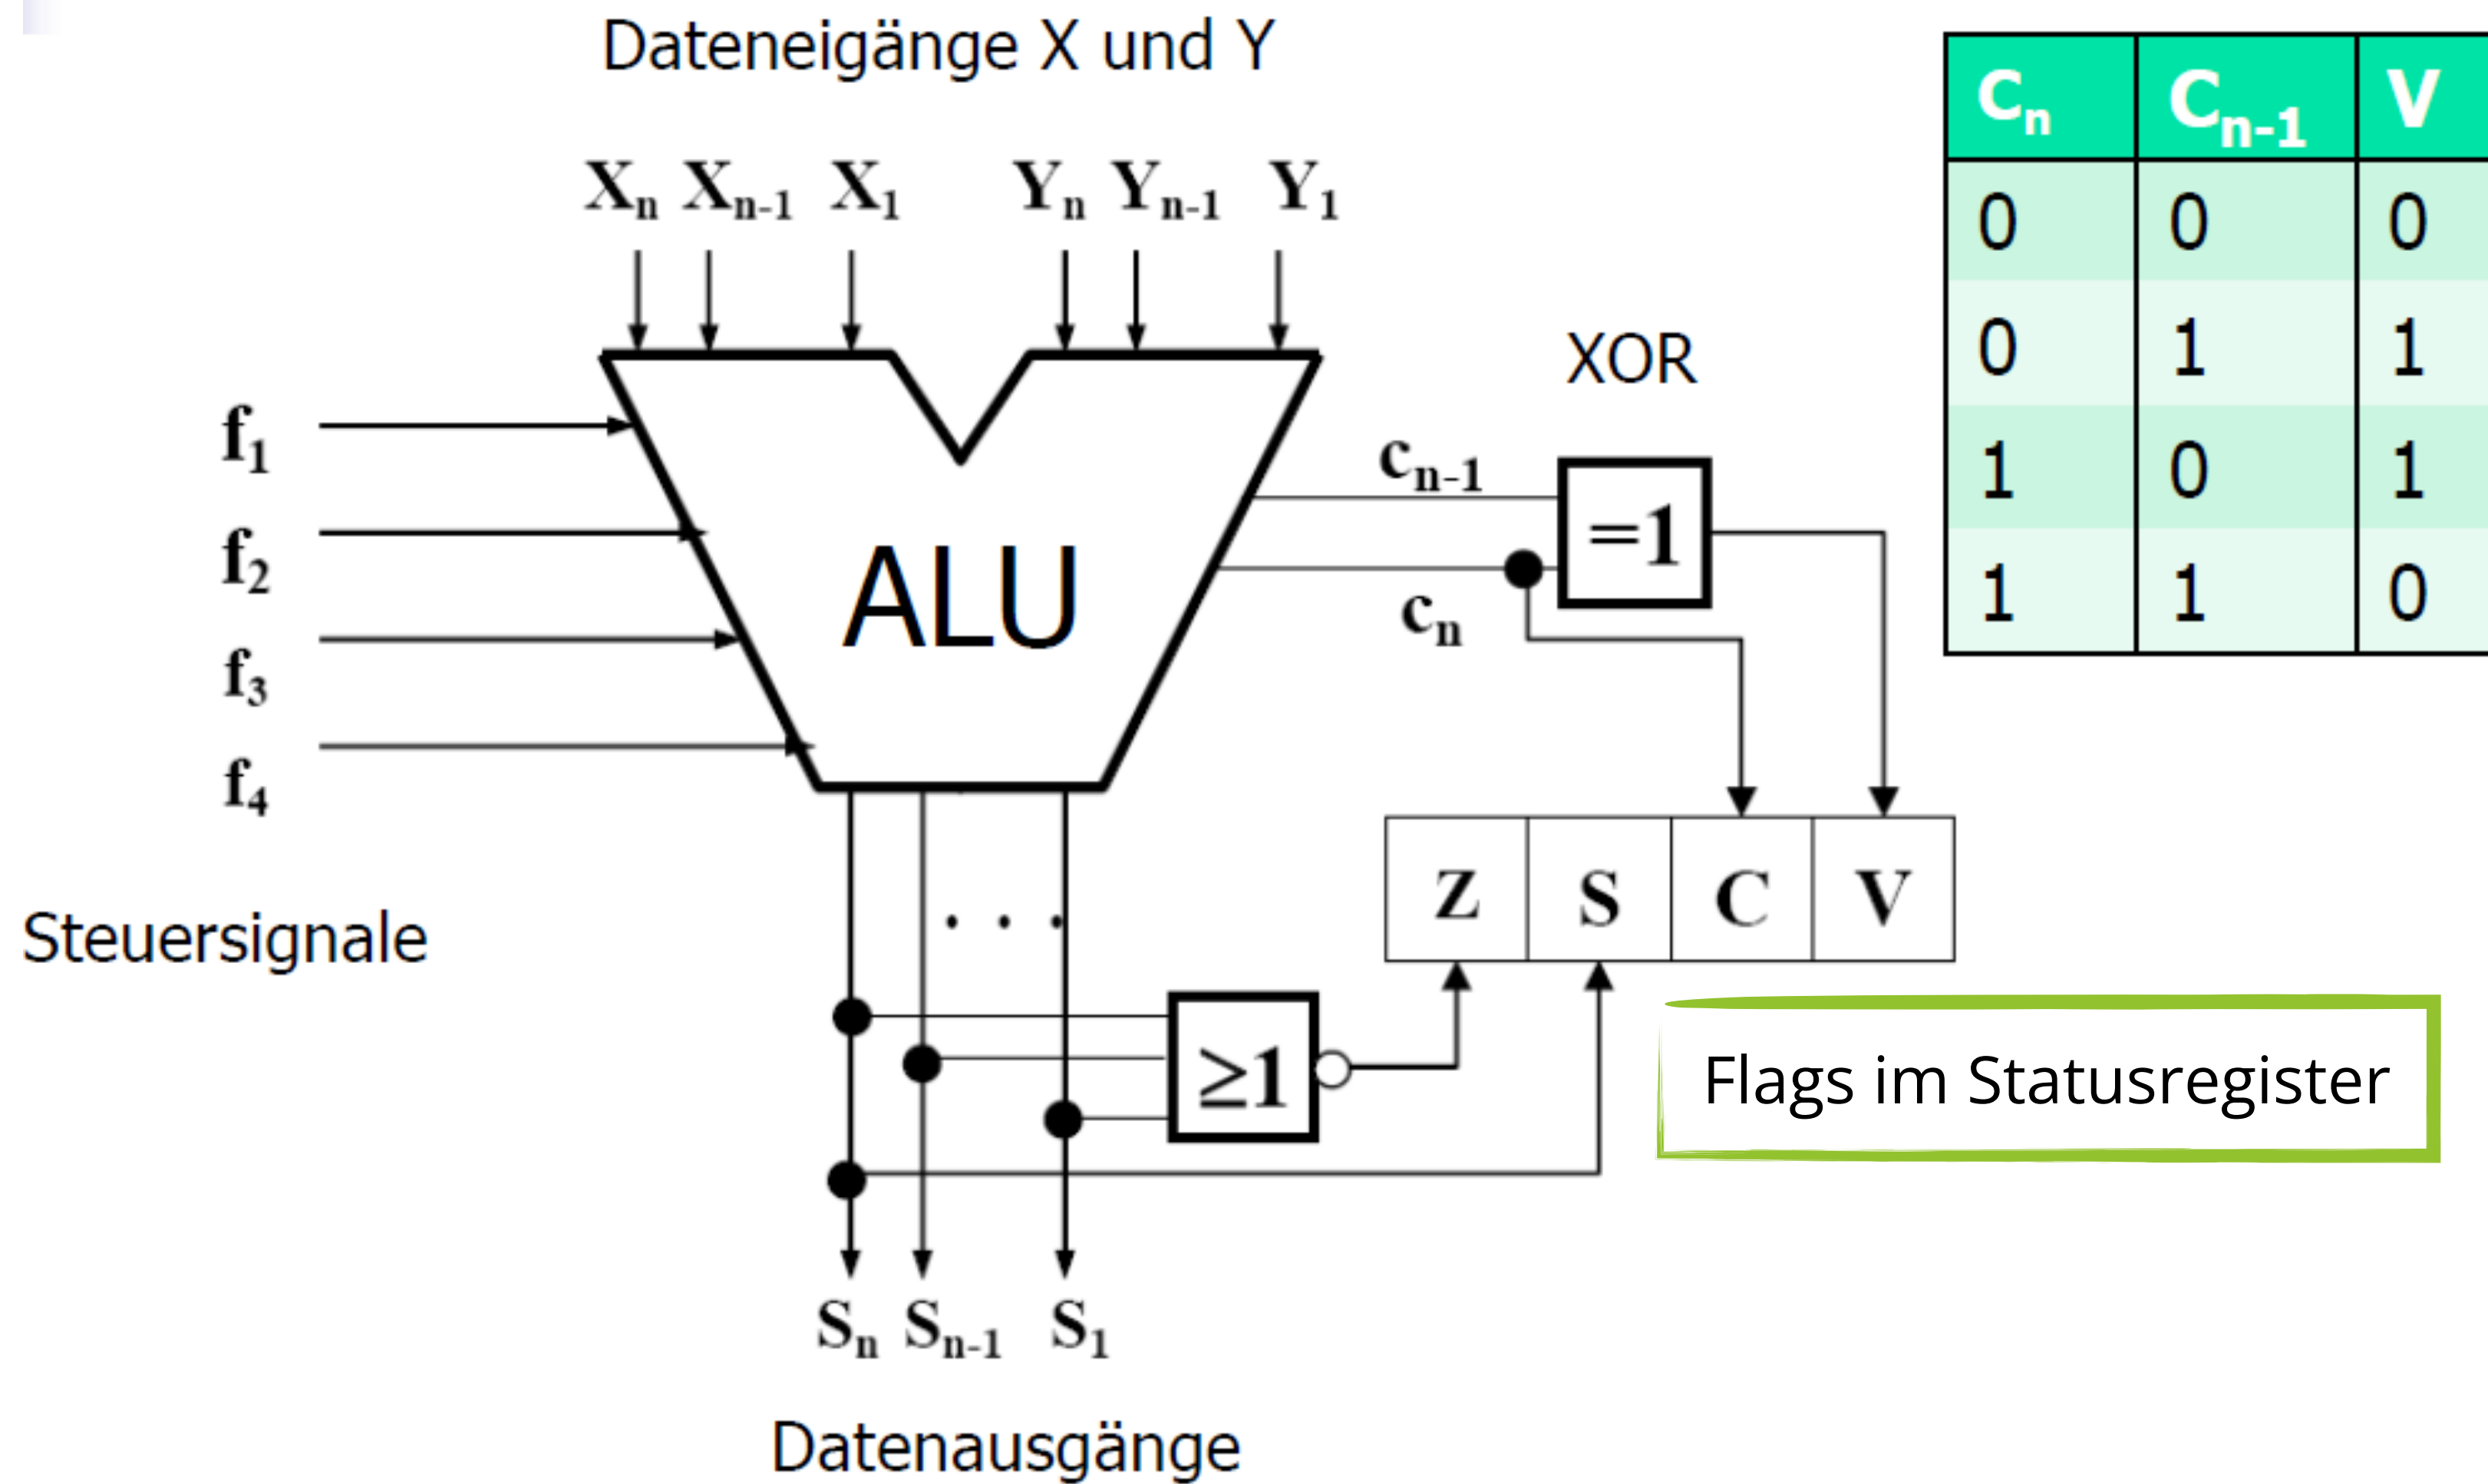 Dateneigänge X und Y
Xn Xn-1 X1 Yn Yn-1 Y1
f1
f2
f3
f4
Steuersignale
ALU
XOR
cn-1
cn
=1
Cn Cn-1 V
0 0 0
0 1 1
1 0 1
1 1 0
Z S C V
. . .
≥1
Flags im Statusregister
Sn Sn-1 S1
Datenausgänge